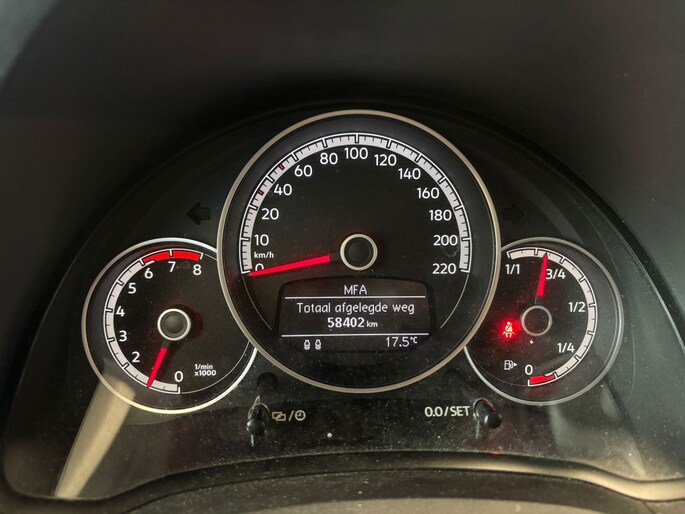 100
80 120
60 140
40 160
20 180
10 200
km/h
0 220
MFA
Totaal afgelegde weg
58402 km
17.5°C
6 7 8
5
4
3
2
1
0
1/min
x1000
1/1 3/4
1/2
1/4
0
0.0/SET